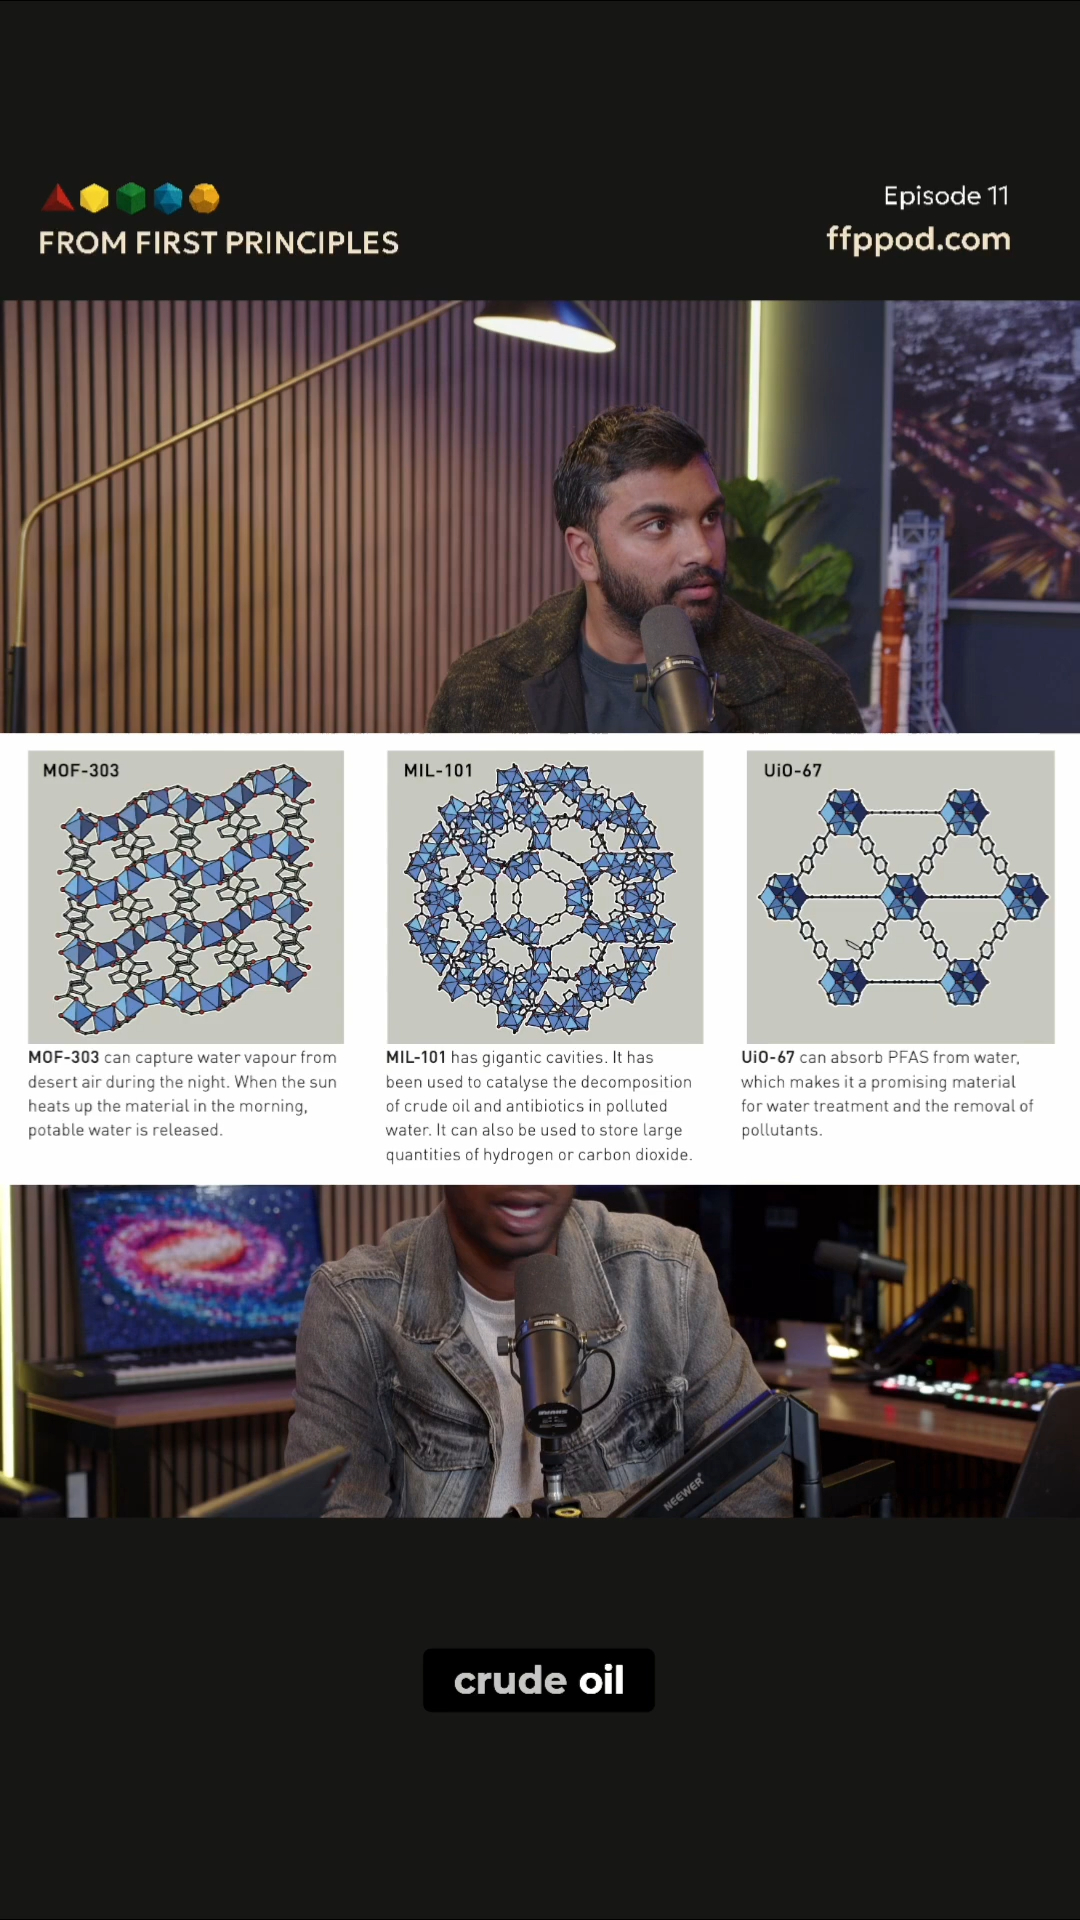 FROM FIRST PRINCIPLES
Episode 11
ffppod.com
MOF-303
MOF-303 can capture water vapour from
desert air during the night. When the sun
heats up the material in the morning,
potable water is released.
MIL-101
MIL-101 has gigantic cavities. It has
been used to catalyse the decomposition
of crude oil and antibiotics in polluted
water. It can also be used to store large
quantities of hydrogen or carbon dioxide.
UiO-67
UiO-67 can absorb PFAS from water,
which makes it a promising material
for water treatment and the removal of
pollutants.
NEEWER
crude oil